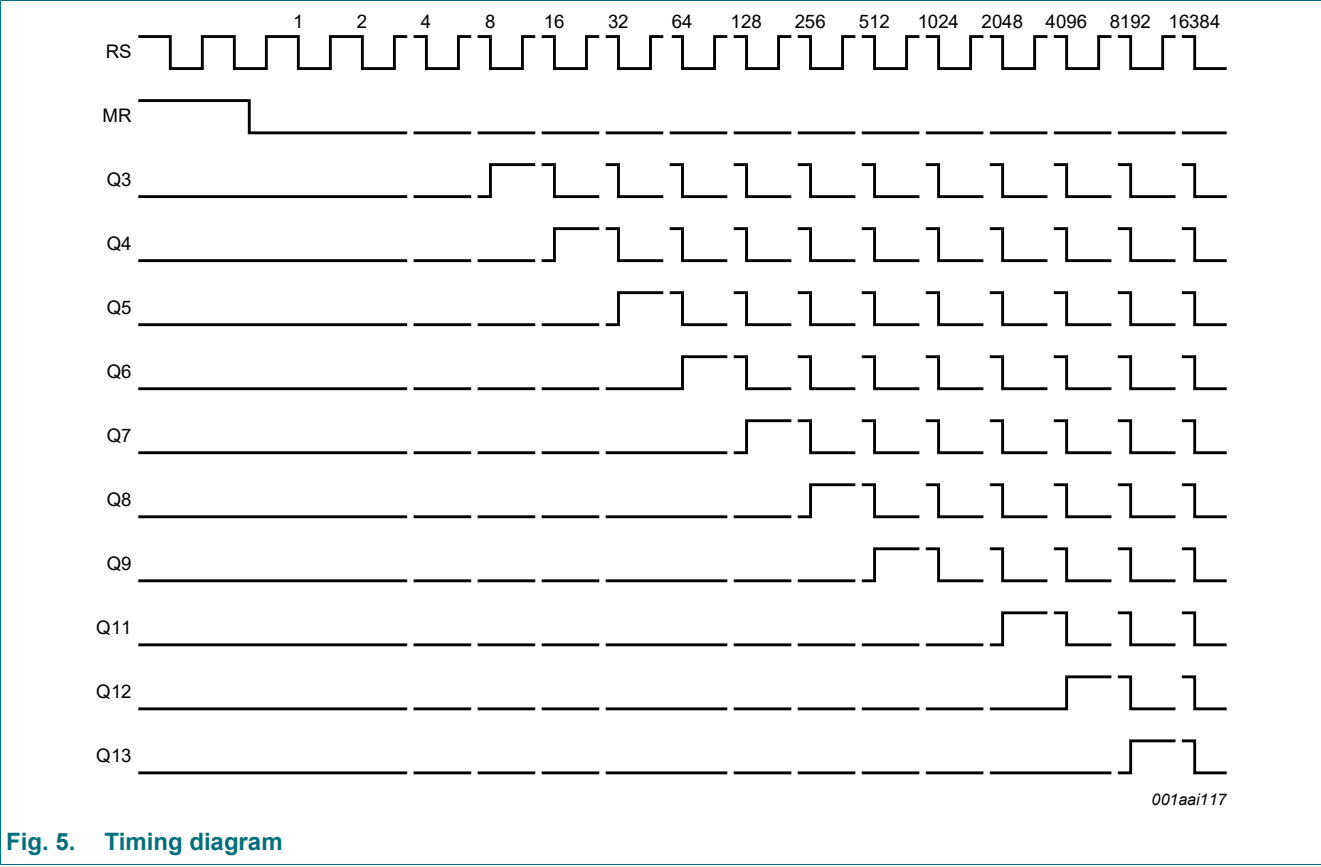 1 2 4 8 16 32 64 128 256 512 1024 2048 4096 8192 16384
RS
MR
Q3
Q4
Q5
Q6
Q7
Q8
Q9
Q11
Q12
Q13
001aai117
Fig. 5. Timing diagram